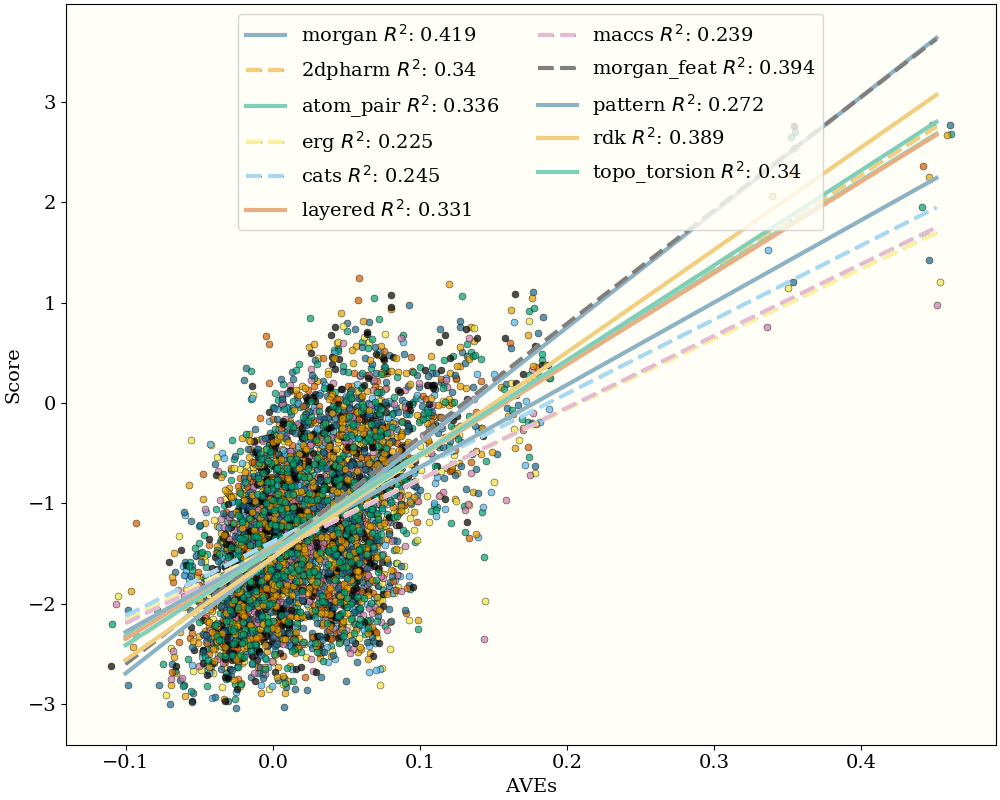 morgan R²: 0.419
2dpharm R²: 0.34
atom_pair R²: 0.336
erg R²: 0.225
cats R²: 0.245
layered R²: 0.331
maccs R²: 0.239
morgan_feat R²: 0.394
pattern R²: 0.272
rdk R²: 0.389
topo_torsion R²: 0.34
Score
3
2
1
0
−1
−2
−3
−0.1 0.0 0.1 0.2 0.3 0.4
AVEs